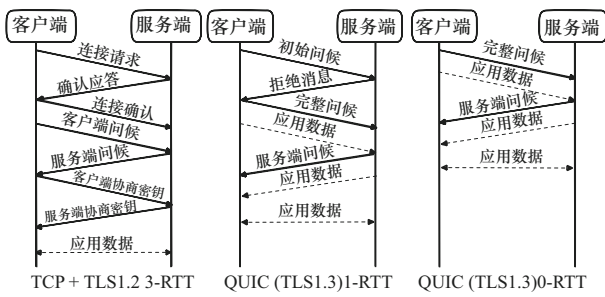 客户端
服务端
连接请求
确认应答
连接确认
客户端问候
服务端问候
客户端协商密钥
服务端协商密钥
应用数据
TCP + TLS1.2 3-RTT
客户端
服务端
初始问候
拒绝消息
完整问候
应用数据
服务端问候
应用数据
应用数据
QUIC (TLS1.3)1-RTT
客户端
服务端
完整问候
应用数据
服务端问候
应用数据
应用数据
QUIC (TLS1.3)0-RTT